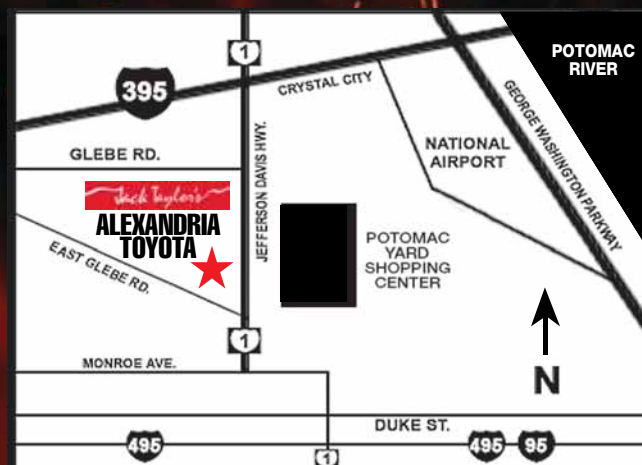 POTOMAC
RIVER
1
395
CRYSTAL CITY
GEORGE WASHINGTON PARKWAY
JEFFERSON DAVIS HWY.
NATIONAL
AIRPORT
GLEBE RD.
Jack Taylor's
ALEXANDRIA
TOYOTA
EAST GLEBE RD.
POTOMAC
YARD
SHOPPING
CENTER
1
MONROE AVE.
N
DUKE ST.
495
1
495
95